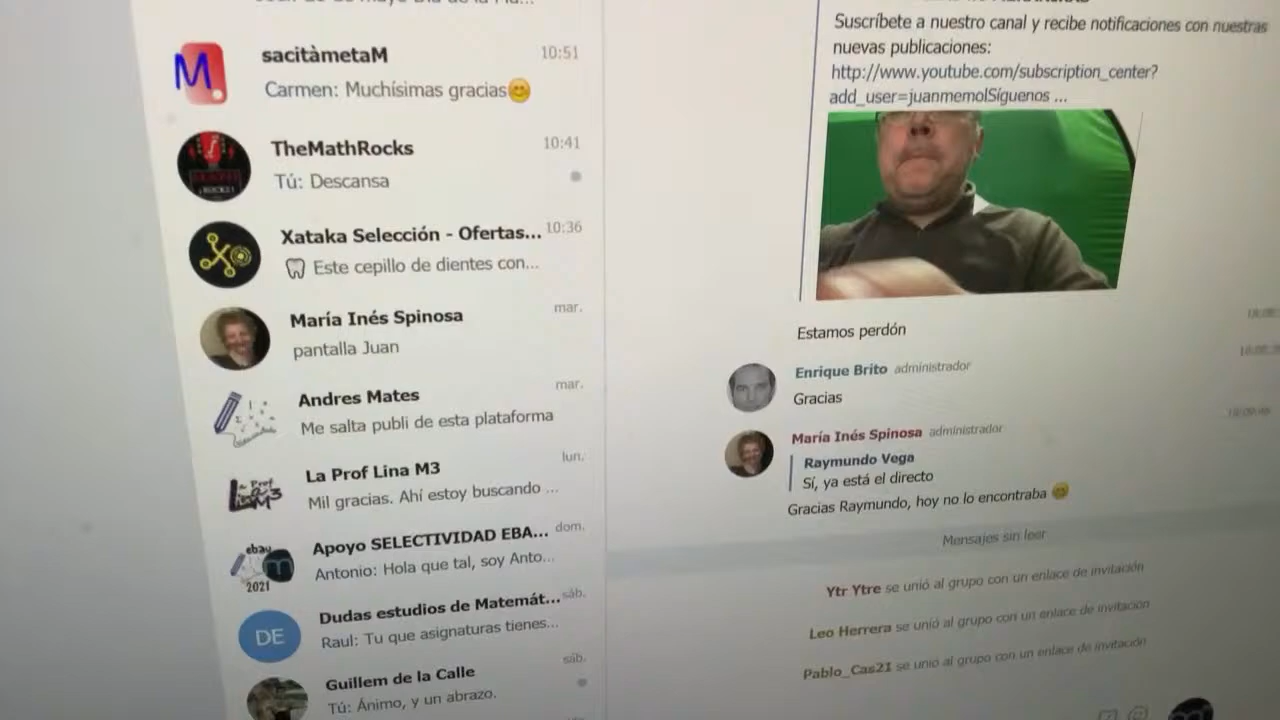 sacitàmetaM
10:51
Carmen: Muchísimas gracias😊
TheMathRocks
10:41
Tú: Descansa
Xataka Selección - Ofertas...
10:36
🦷 Este cepillo de dientes con...
María Inés Spinosa
mar.
pantalla Juan
Andres Mates
mar.
Me salta publi de esta plataforma
La Prof Lina M3
lun.
Mil gracias. Ahí estoy buscando ...
ebau
2021
Apoyo SELECTIVIDAD EBA...
dom.
Antonio: Hola que tal, soy Anto...
DE
Dudas estudios de Matemát...
sáb.
Raul: Tu que asignaturas tienes...
Guillem de la Calle
sáb.
Tú: Ánimo, y un abrazo.
Suscríbete a nuestro canal y recibe notificaciones con nuestras
nuevas publicaciones:
http://www.youtube.com/subscription_center?
add_user=juanmemolSíguenos ...
Estamos perdón
Enrique Brito administrador
Gracias
María Inés Spinosa administrador
Raymundo Vega
Sí, ya está el directo
Gracias Raymundo, hoy no lo encontraba 😊
Mensajes sin leer
Ytr Ytre se unió al grupo con un enlace de invitación
Leo Herrera se unió al grupo con un enlace de invitación
Pablo_Cas21 se unió al grupo con un enlace de invitación